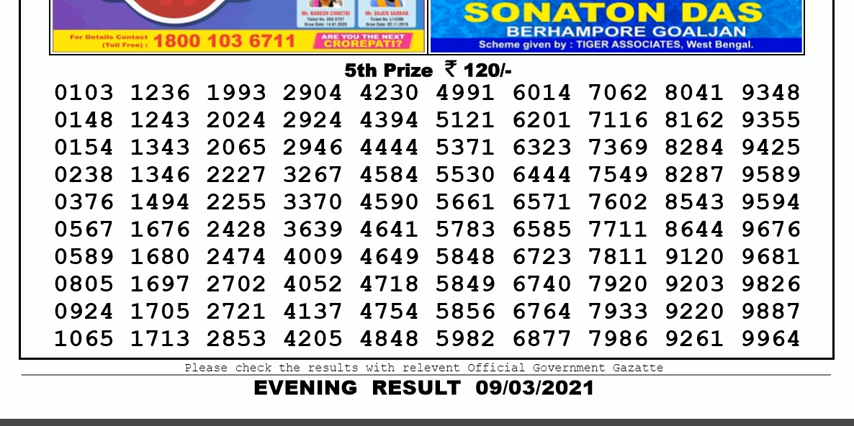 Mr. NARESH CHHETRI
Mr. SUJEN SARKAR
For Details Contact
(Toll Free) : 1800 103 6711
ARE YOU THE NEXT
CROREPATI?
SONATON DAS
BERHAMPORE GOALJAN
Scheme given by : TIGER ASSOCIATES, West Bengal.
5th Prize ₹ 120/-
0103 1236 1993 2904 4230 4991 6014 7062 8041 9348
0148 1243 2024 2924 4394 5121 6201 7116 8162 9355
0154 1343 2065 2946 4444 5371 6323 7369 8284 9425
0238 1346 2227 3267 4584 5530 6444 7549 8287 9589
0376 1494 2255 3370 4590 5661 6571 7602 8543 9594
0567 1676 2428 3639 4641 5783 6585 7711 8644 9676
0589 1680 2474 4009 4649 5848 6723 7811 9120 9681
0805 1697 2702 4052 4718 5849 6740 7920 9203 9826
0924 1705 2721 4137 4754 5856 6764 7933 9220 9887
1065 1713 2853 4205 4848 5982 6877 7986 9261 9964
Please check the results with relevent Official Government Gazatte
EVENING RESULT 09/03/2021